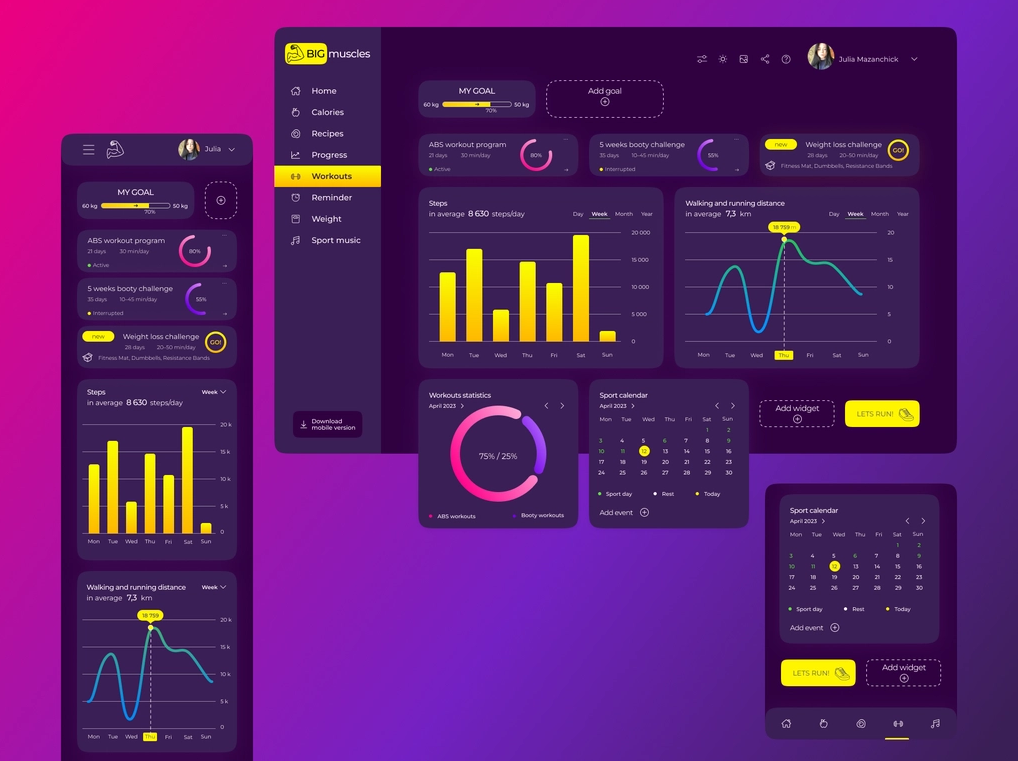 BIG muscles
Home
Calories
Recipes
Progress
Workouts
Reminder
Weight
Sport music
Download
mobile version
Julia Mazanchick
MY GOAL
60 kg 50 kg
70%
Add goal
ABS workout program
21 days 30 min/day
80%
Active
5 weeks booty challenge
35 days 10-45 min/day
55%
Interrupted
new Weight loss challenge
28 days 20-50 min/day
GO!
Fitness Mat, Dumbbells, Resistance Bands
Steps
in average 8 630 steps/day
Day Week Month Year
20 000
15 000
10 000
5 000
0
Mon Tue Wed Thu Fri Sat Sun
Walking and running distance
in average 7,3 km
Day Week Month Year
18 759 m
20
15
10
5
0
Mon Tue Wed Thu Fri Sun
Workouts statistics
April 2023
75% / 25%
ABS workouts Booty workouts
Sport calendar
April 2023
Mon Tue Wed Thu Fri Sat Sun
1 2
3 4 5 6 7 8 9
10 11 12 13 14 15 16
17 18 19 20 21 22 23
24 25 26 27 28 29 30
Sport day Rest Today
Add event
Add widget
LETS RUN!
Julia
MY GOAL
60 kg 50 kg
70%
ABS workout program
21 days 30 min/day
80%
Active
5 weeks booty challenge
35 days 10-45 min/day
55%
Interrupted
new Weight loss challenge
28 days 20-50 min/day
GO!
Fitness Mat, Dumbbells, Resistance Bands
Steps
Week
in average 8 630 steps/day
20 k
15 k
10 k
5 k
0
Mon Tue Wed Thu Fri Sat Sun
Walking and running distance
Week
in average 7,3 km
18 759
20 k
15 k
10 k
5 k
0
Mon Tue Wed Thu Fri Sat Sun
Sport calendar
April 2023
Mon Tue Wed Thu Fri Sat Sun
1 2
3 4 5 6 7 8 9
10 11 12 13 14 15 16
17 18 19 20 21 22 23
24 25 26 27 28 29 30
Sport day Rest Today
Add event
LETS RUN!
Add widget